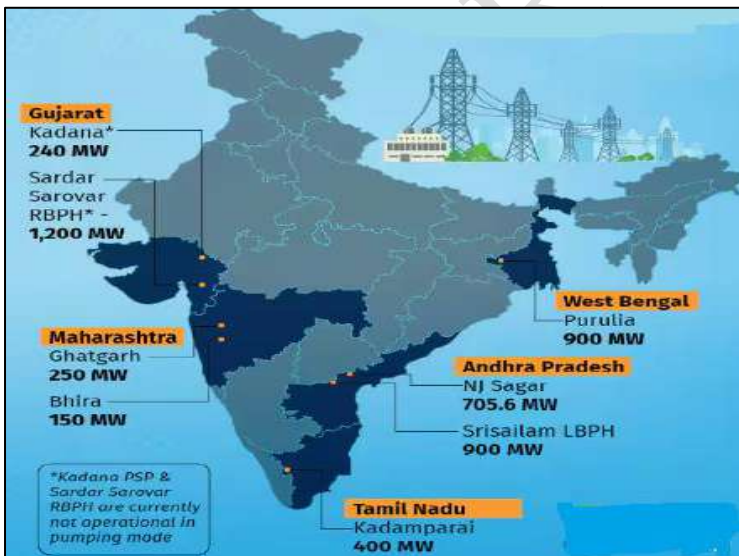 Gujarat
Kadana*
240 MW
Sardar
Sarovar
RBPH* -
1,200 MW
Maharashtra
Ghatgarh
250 MW
Bhira
150 MW
West Bengal
Purulia
900 MW
Andhra Pradesh
NJ Sagar
705.6 MW
Srisailam LBPH
900 MW
Tamil Nadu
Kadamparai
400 MW
*Kadana PSP &
Sardar Sarovar
RBPH are currently
not operational in
pumping mode